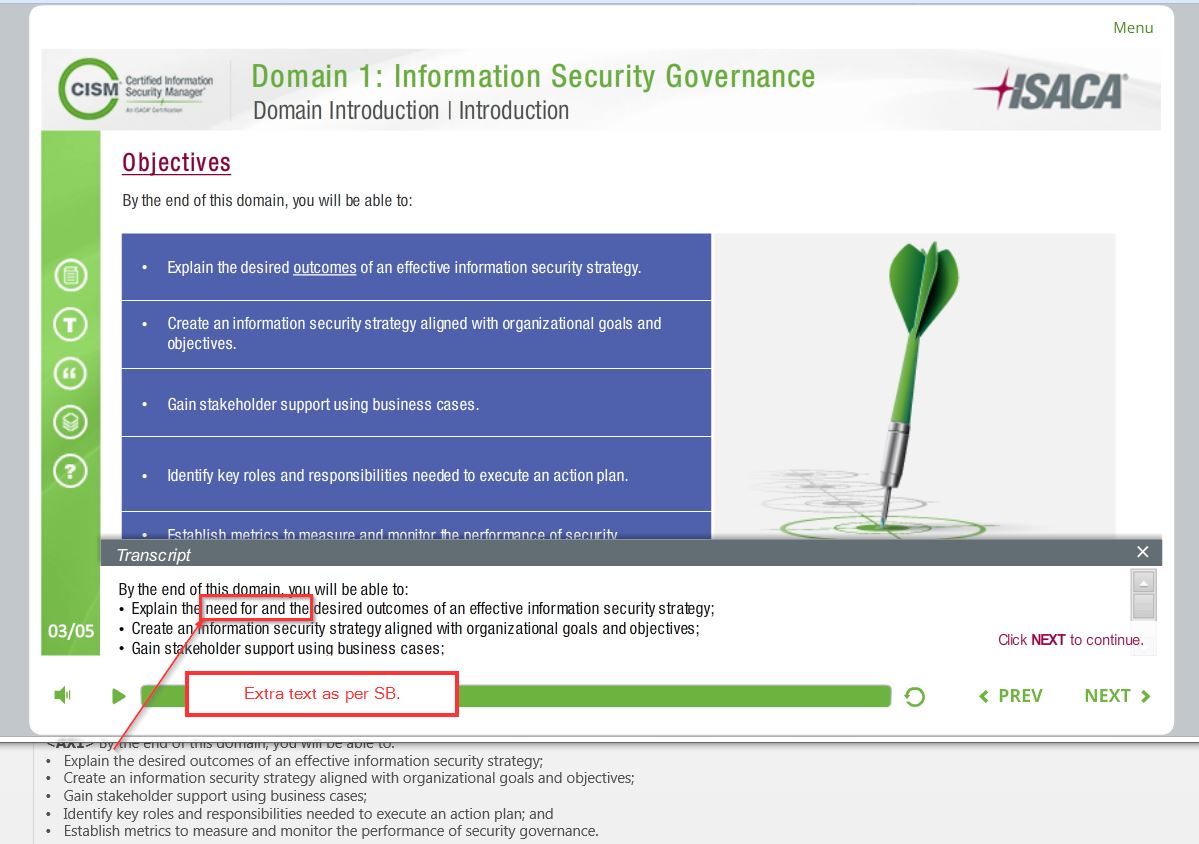 Menu
CISM
Certified Information
Security Manager®
An ISACA® Certification
Domain 1: Information Security Governance
Domain Introduction | Introduction
ISACA®
Objectives
By the end of this domain, you will be able to:
• Explain the desired outcomes of an effective information security strategy.
• Create an information security strategy aligned with organizational goals and
objectives.
• Gain stakeholder support using business cases.
• Identify key roles and responsibilities needed to execute an action plan.
• Establish metrics to measure and monitor the performance of security
T
?
03/05
Transcript
By the end of this domain, you will be able to:
• Explain the need for and the desired outcomes of an effective information security strategy;
• Create an information security strategy aligned with organizational goals and objectives;
• Gain stakeholder support using business cases;
Click NEXT to continue.
Extra text as per SB.
PREV
NEXT
<AX1> By the end of this domain, you will be able to:
• Explain the desired outcomes of an effective information security strategy;
• Create an information security strategy aligned with organizational goals and objectives;
• Gain stakeholder support using business cases;
• Identify key roles and responsibilities needed to execute an action plan; and
• Establish metrics to measure and monitor the performance of security governance.